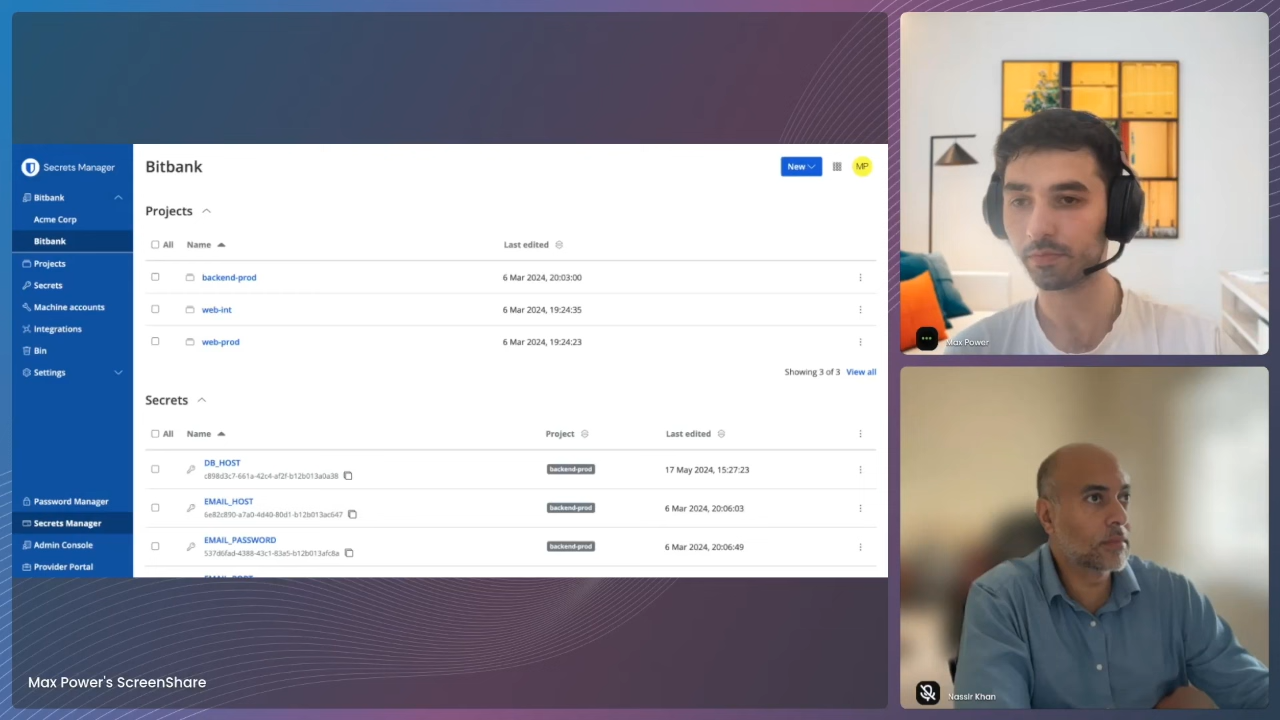 Secrets Manager
Bitbank
Acme Corp
Bitbank
Projects
Secrets
Machine accounts
Integrations
Bin
Settings
Password Manager
Secrets Manager
Admin Console
Provider Portal
Bitbank
New
MP
Projects
All Name Last edited
backend-prod 6 Mar 2024, 20:03:00
web-int 6 Mar 2024, 19:24:35
web-prod 6 Mar 2024, 19:24:23
Showing 3 of 3 View all
Secrets
All Name Project Last edited
DB_HOST
c898d3c7-661a-42c4-af2f-b12b013a0a38
backend-prod 17 May 2024, 15:27:23
EMAIL_HOST
6e82c890-a7a0-4d40-80d1-b12b013ac647
backend-prod 6 Mar 2024, 20:06:03
EMAIL_PASSWORD
537d6fad-4388-43c1-83a5-b12b013afc8a
backend-prod 6 Mar 2024, 20:06:49
Max Power's ScreenShare
Max Power
Nassir Khan